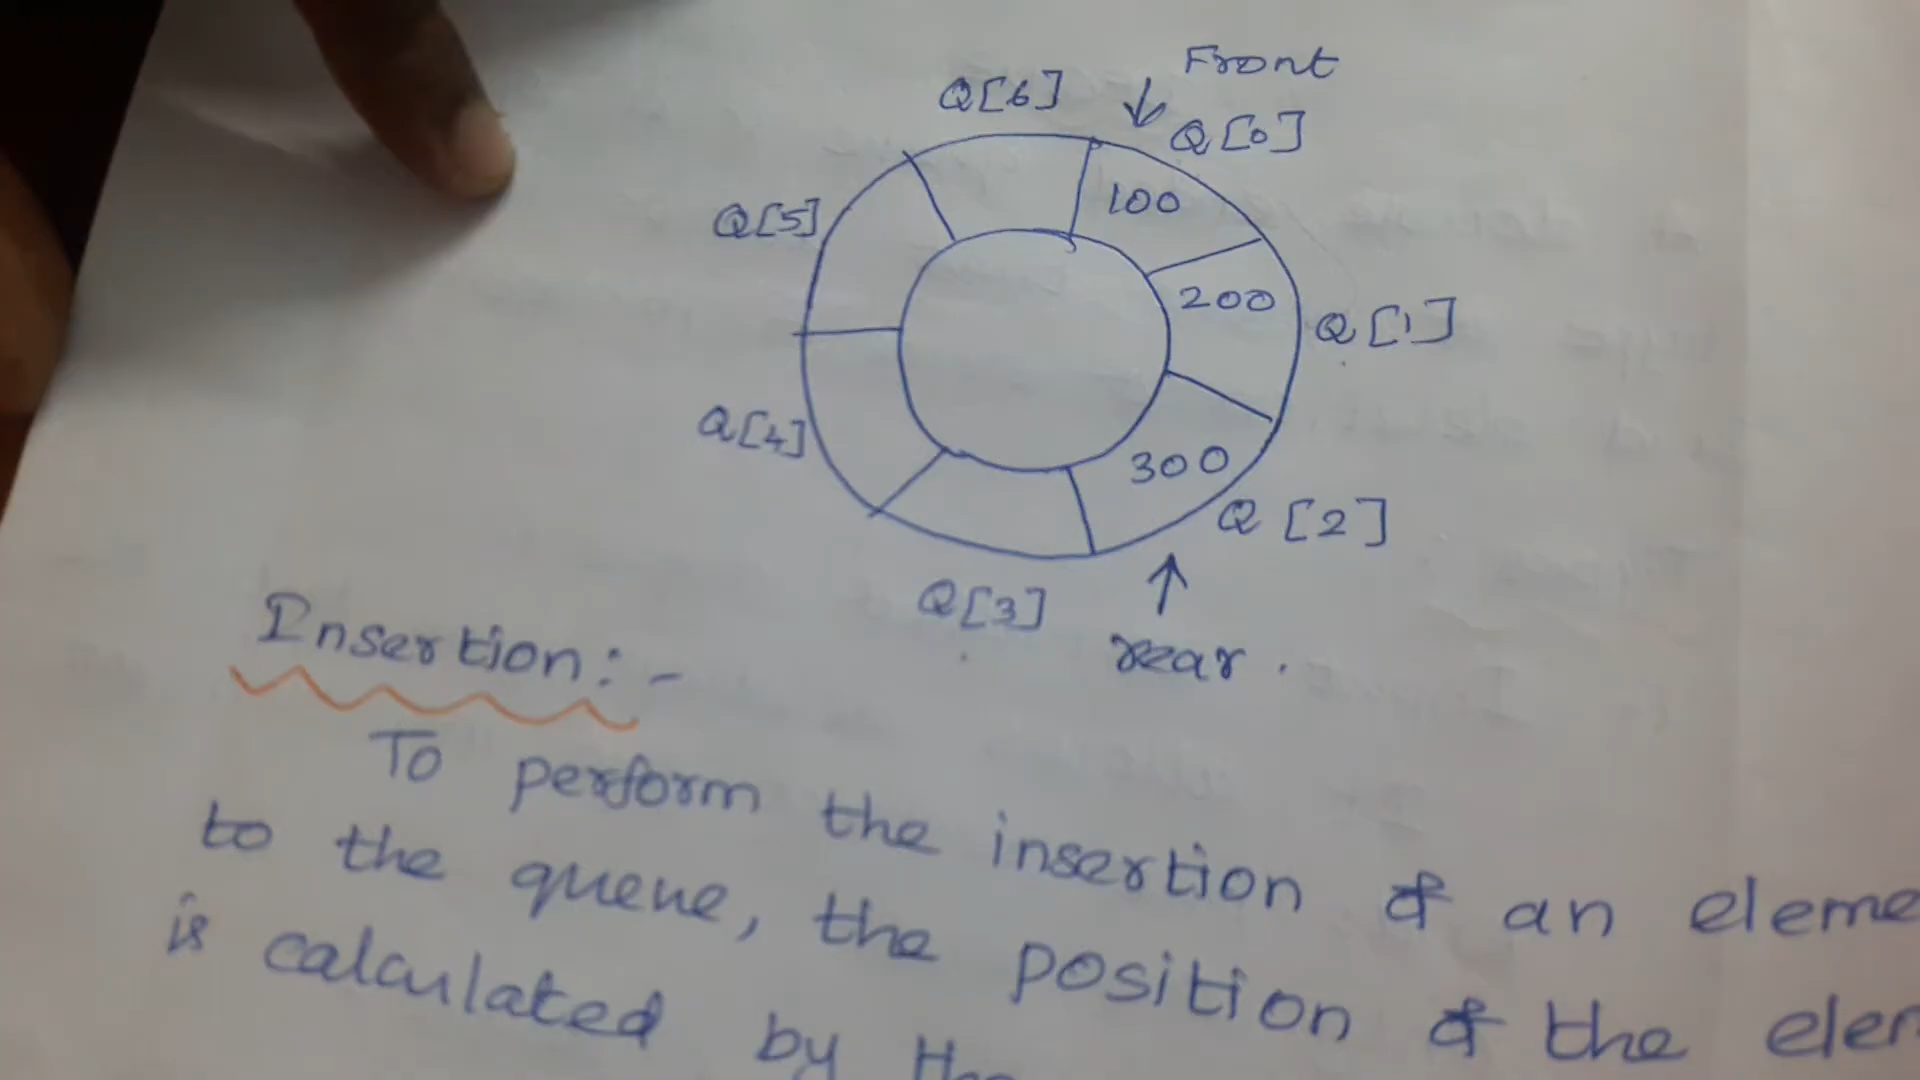 Front
Q[6]
Q[0]
100
Q[5]
200
Q[1]
Q[4]
300
Q[2]
Q[3]
rear.
Insertion:-
To perform the insertion of an eleme
to the queue, the position of the elem
is calculated by the